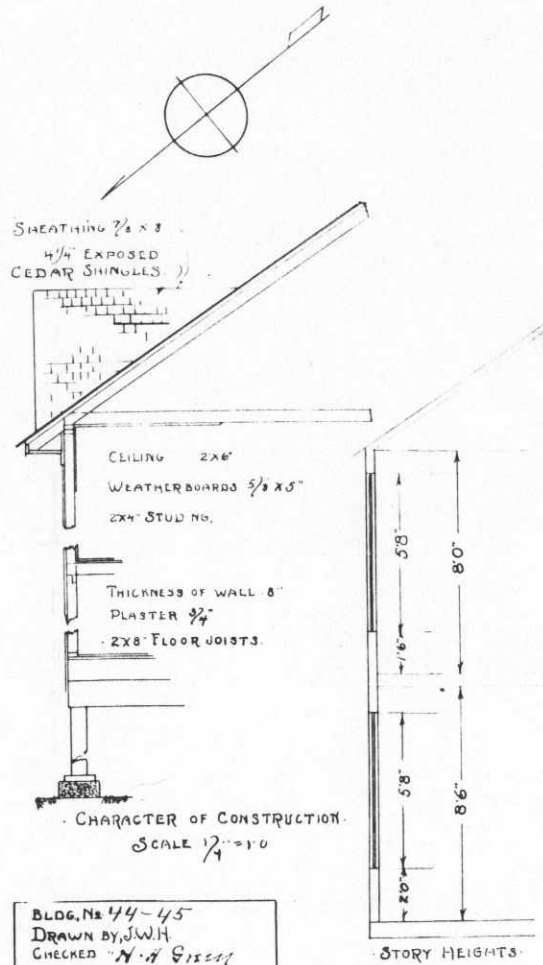 SHEATHING 7/8 X 8
4 1/4" EXPOSED
CEDAR SHINGLES.
CEILING 2X6"
WEATHERBOARDS 5/8 X 5"
2X4" STUDNG.
THICKNESS OF WALL 8"
PLASTER 3/4"
2X8" FLOOR JOISTS.
CHARACTER OF CONSTRUCTION.
SCALE 1/4" = 1'0
5'8"
8'0"
1'6"
5'8"
8'6"
2'0"
STORY HEIGHTS
BLDG. No 44-45
DRAWN BY, J.W.H.
CHECKED " H.A Green